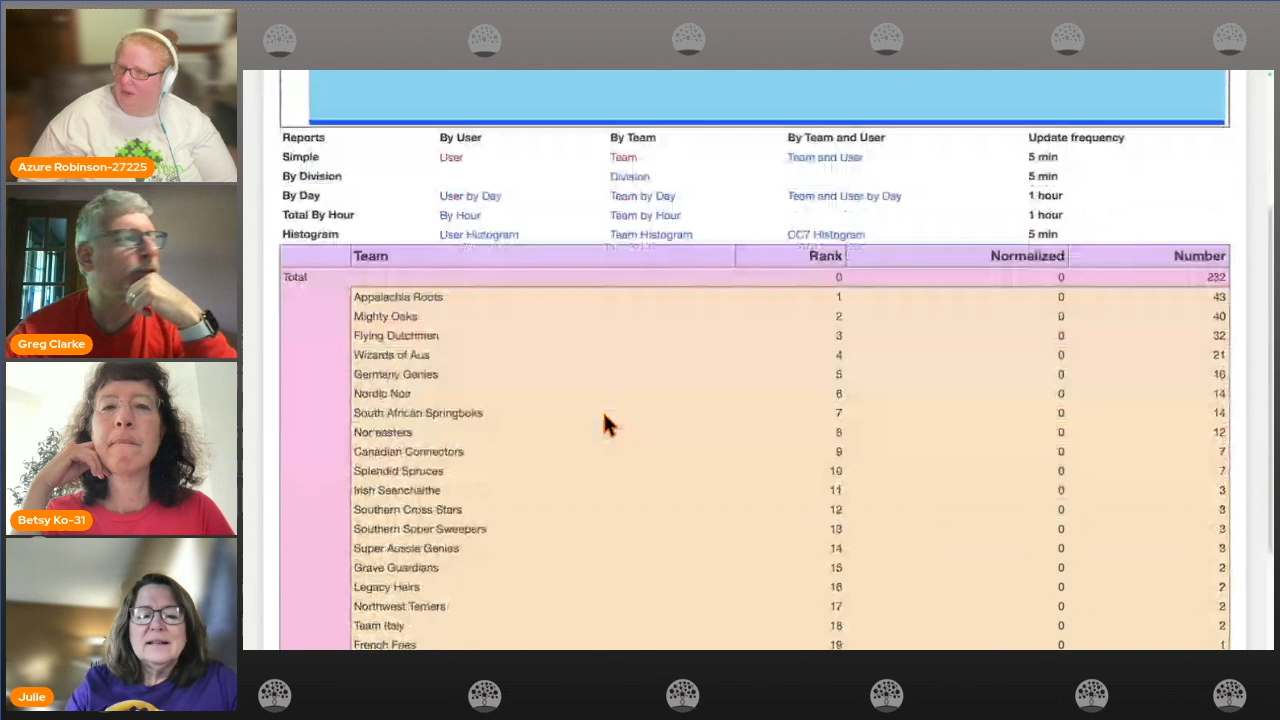 Azure Robinson-27225
Greg Clarke
Betsy Ko-31
Julie
Reports By User By Team By Team and User Update frequency
Simple User Team Team and User 5 min
By Division Division 5 min
By Day User by Day Team by Day Team and User by Day 1 hour
Total By Hour By Hour Team by Hour 1 hour
Histogram User Histogram Team Histogram CC7 Histogram 5 min
Team Rank Normalized Number
Total 0 0 232
Appalachia Roots 1 0 43
Mighty Oaks 2 0 40
Flying Dutchmen 3 0 32
Wizards of Aus 4 0 21
Germany Genies 5 0 16
Nordic Noir 6 0 14
South African Springboks 7 0 14
Nor'easters 8 0 12
Canadian Connectors 9 0 7
Splendid Spruces 10 0 7
Irish Seanchaithe 11 0 3
Southern Cross Stars 12 0 3
Southern Super Sweepers 13 0 3
Super Aussie Genies 14 0 3
Grave Guardians 15 0 2
Legacy Heirs 16 0 2
Northwest Terriers 17 0 2
Team Italy 18 0 2
French Fries 19 0 1